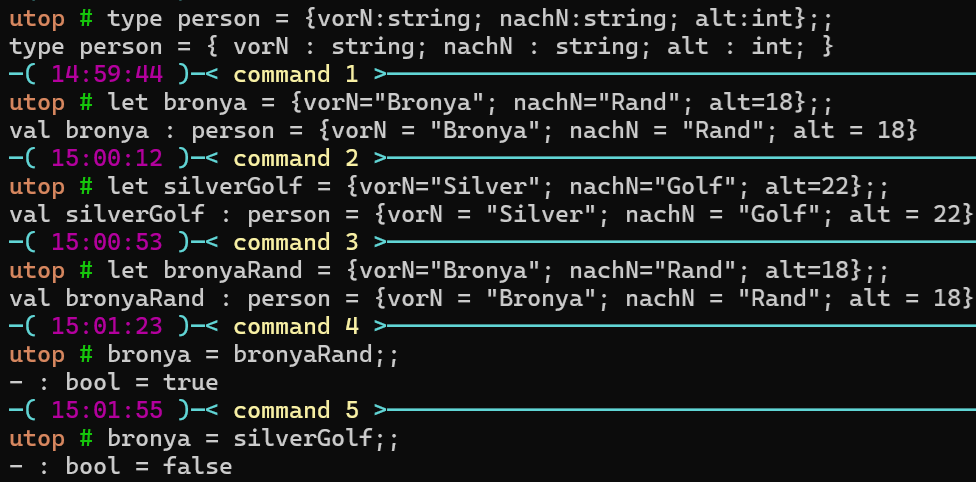 utop # type person = {vorN:string; nachN:string; alt:int};;
type person = { vorN : string; nachN : string; alt : int; }
─( 14:59:44 )─< command 1 >─────────────────────────────────────────
utop # let bronya = {vorN="Bronya"; nachN="Rand"; alt=18};;
val bronya : person = {vorN = "Bronya"; nachN = "Rand"; alt = 18}
─( 15:00:12 )─< command 2 >─────────────────────────────────────────
utop # let silverGolf = {vorN="Silver"; nachN="Golf"; alt=22};;
val silverGolf : person = {vorN = "Silver"; nachN = "Golf"; alt = 22}
─( 15:00:53 )─< command 3 >─────────────────────────────────────────
utop # let bronyaRand = {vorN="Bronya"; nachN="Rand"; alt=18};;
val bronyaRand : person = {vorN = "Bronya"; nachN = "Rand"; alt = 18}
─( 15:01:23 )─< command 4 >─────────────────────────────────────────
utop # bronya = bronyaRand;;
- : bool = true
─( 15:01:55 )─< command 5 >─────────────────────────────────────────
utop # bronya = silverGolf;;
- : bool = false